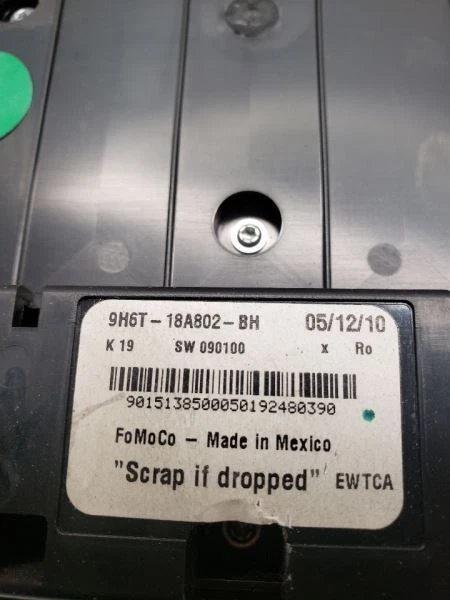 9H6T-18A802-BH 05/12/10
K 19 SW 090100 x Ro
9015138500050192480390
FoMoCo - Made in Mexico
"Scrap if dropped" EWTCA